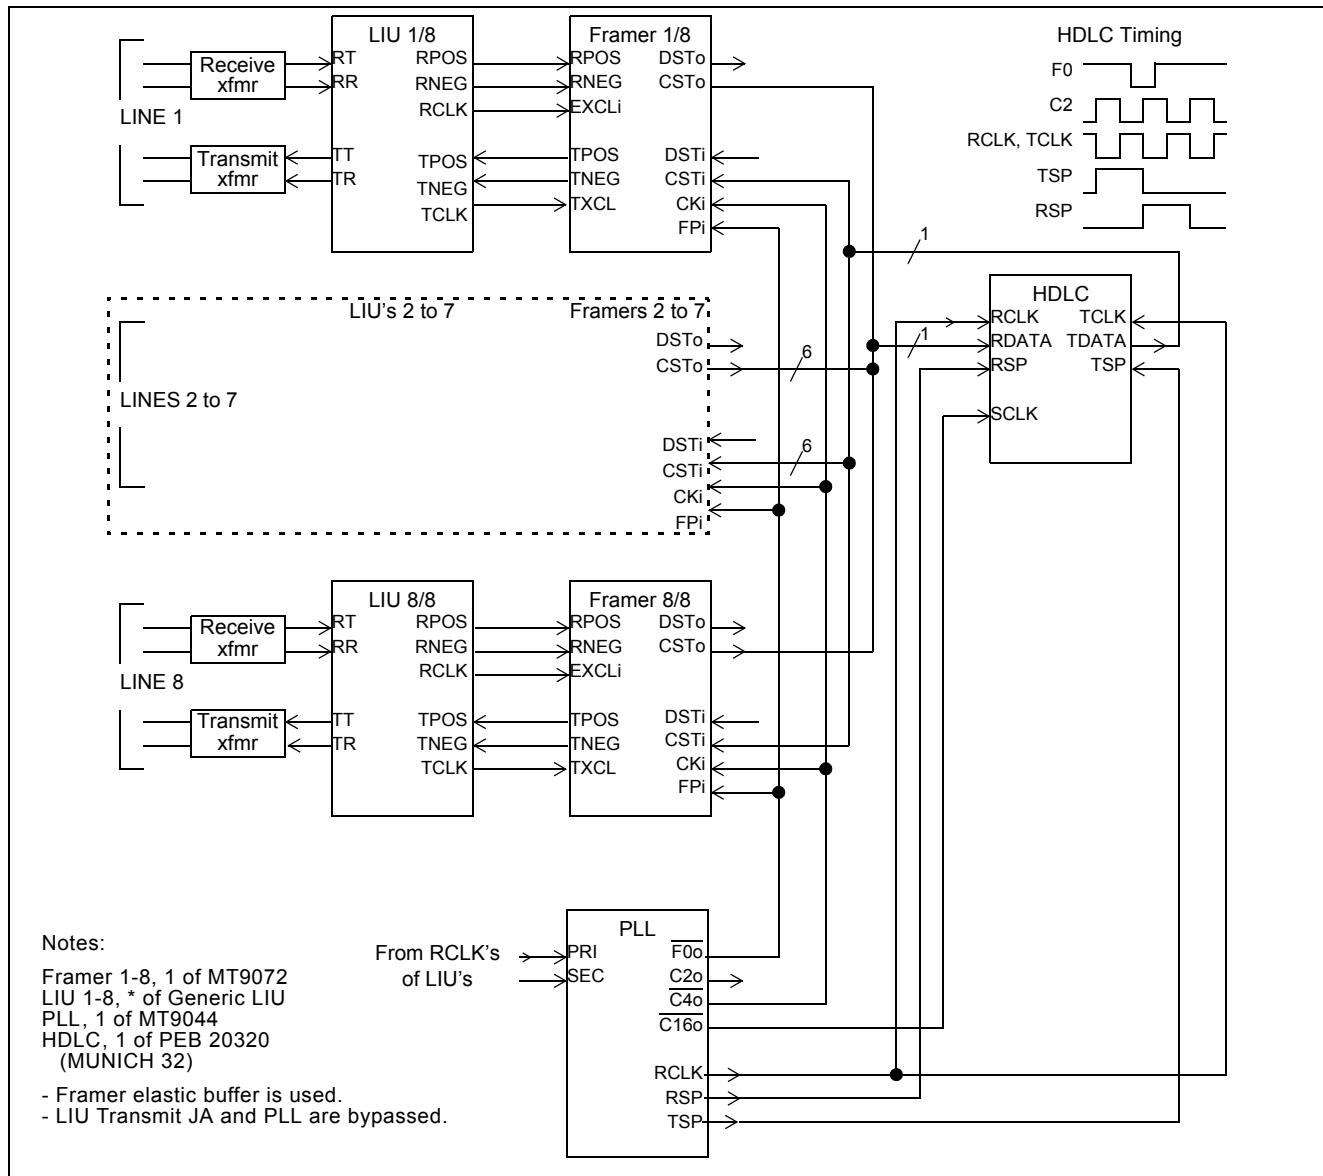 LIU 1/8
Framer 1/8
HDLC Timing
Receive
xfmr
RT
RR
RPOS
RNEG
RCLK
RPOS
RNEG
EXCLi
DSTo
CSTo
LINE 1
Transmit
xfmr
TT
TR
TPOS
TNEG
TCLK
TPOS
TNEG
TXCL
DSTi
CSTi
CKi
FPi
F0
C2
RCLK, TCLK
TSP
RSP
1
LIU's 2 to 7
Framers 2 to 7
DSTo
CSTo
6
LINES 2 to 7
DSTi
CSTi
CKi
FPi
6
HDLC
RCLK
RDATA
RSP
SCLK
TCLK
TDATA
TSP
1
LIU 8/8
Framer 8/8
Receive
xfmr
RT
RR
RPOS
RNEG
RCLK
RPOS
RNEG
EXCLi
DSTo
CSTo
LINE 8
Transmit
xfmr
TT
TR
TPOS
TNEG
TCLK
TPOS
TNEG
TXCL
DSTi
CSTi
CKi
FPi
From RCLK's
of LIU's
PLL
PRI
SEC
F0o
C2o
C4o
C16o
RCLK
RSP
TSP
Notes:
Framer 1-8, 1 of MT9072
LIU 1-8, * of Generic LIU
PLL, 1 of MT9044
HDLC, 1 of PEB 20320
(MUNICH 32)
- Framer elastic buffer is used.
- LIU Transmit JA and PLL are bypassed.